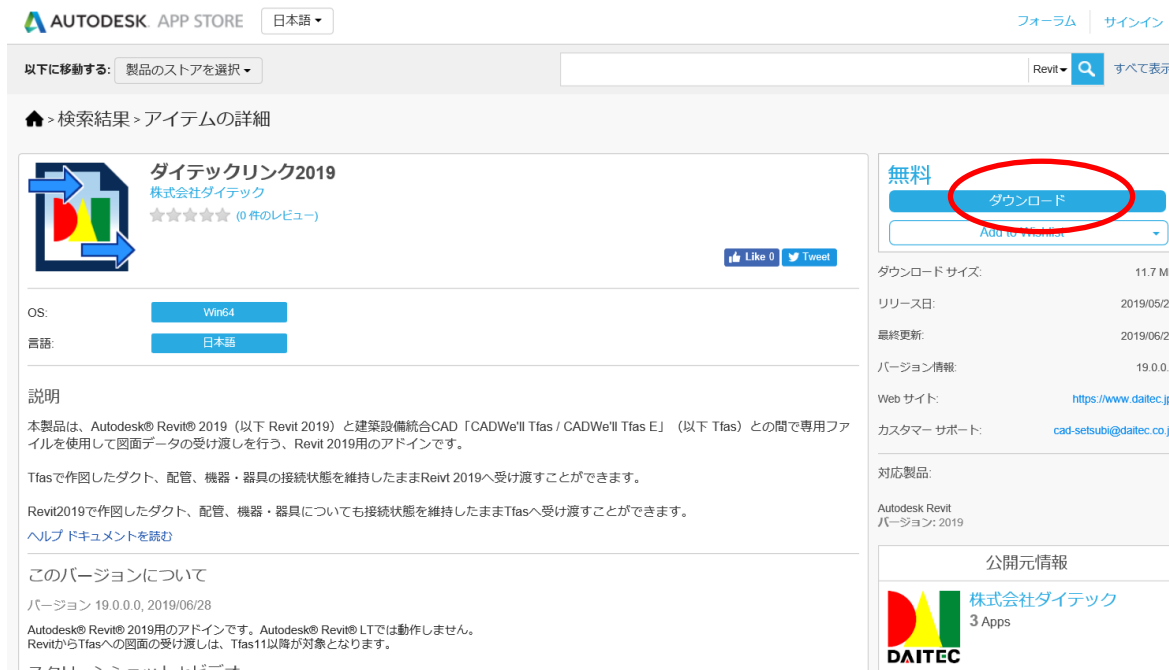 AUTODESK. APP STORE 日本語 フォーラム サインイン
以下に移動する: 製品のストアを選択 Revit すべて表示
>検索結果>アイテムの詳細
ダイテックリンク2019
株式会社ダイテック
(0 件のレビュー)
Like 0 Tweet
OS: Win64
言語: 日本語
説明
本製品は、Autodesk® Revit® 2019（以下 Revit 2019）と建築設備統合CAD「CADWe'll Tfas / CADWe'll Tfas E」（以下 Tfas）との間で専用ファ
イルを使用して図面データの受け渡しを行う、Revit 2019用のアドインです。
Tfasで作図したダクト、配管、機器・器具の接続状態を維持したままReivt 2019へ受け渡すことができます。
Revit2019で作図したダクト、配管、機器・器具についても接続状態を維持したままTfasへ受け渡すことができます。
ヘルプ ドキュメントを読む
このバージョンについて
バージョン 19.0.0.0, 2019/06/28
Autodesk® Revit® 2019用のアドインです。Autodesk® Revit® LTでは動作しません。
RevitからTfasへの図面の受け渡しは、Tfas11以降が対象となります。
無料
ダウンロード
Add to Wishlist
ダウンロード サイズ: 11.7 M
リリース日: 2019/05/2
最終更新: 2019/06/2
バージョン情報: 19.0.0.
Web サイト: https://www.daitec.jp
カスタマー サポート: cad-setsubi@daitec.co.j
対応製品:
Autodesk Revit
バージョン: 2019
公開元情報
株式会社ダイテック
3 Apps
DAITEC